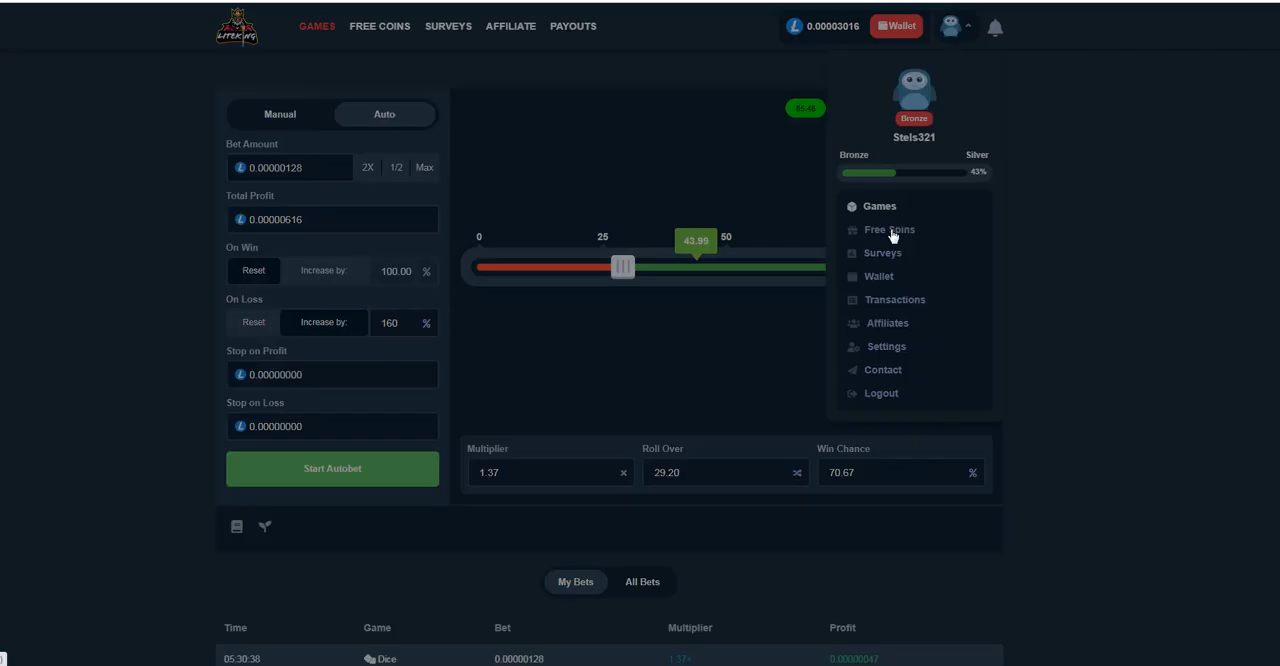 LITEKING
GAMES FREE COINS SURVEYS AFFILIATE PAYOUTS
0.00003016 Wallet
Manual Auto
85.46
Bronze
Stels321
Bronze Silver
43%
Bet Amount
0.00000128 2X 1/2 Max
Total Profit
0.00000616
On Win
Reset Increase by: 100.00 %
On Loss
Reset Increase by: 160 %
Stop on Profit
0.00000000
Stop on Loss
0.00000000
Start Autobet
0 25 50
43.99
Games
Free Spins
Surveys
Wallet
Transactions
Affiliates
Settings
Contact
Logout
Multiplier Roll Over Win Chance
1.37 29.20 70.67 %
My Bets All Bets
Time Game Bet Multiplier Profit
05:30:38 Dice 0.00000128 1.37× 0.00000047